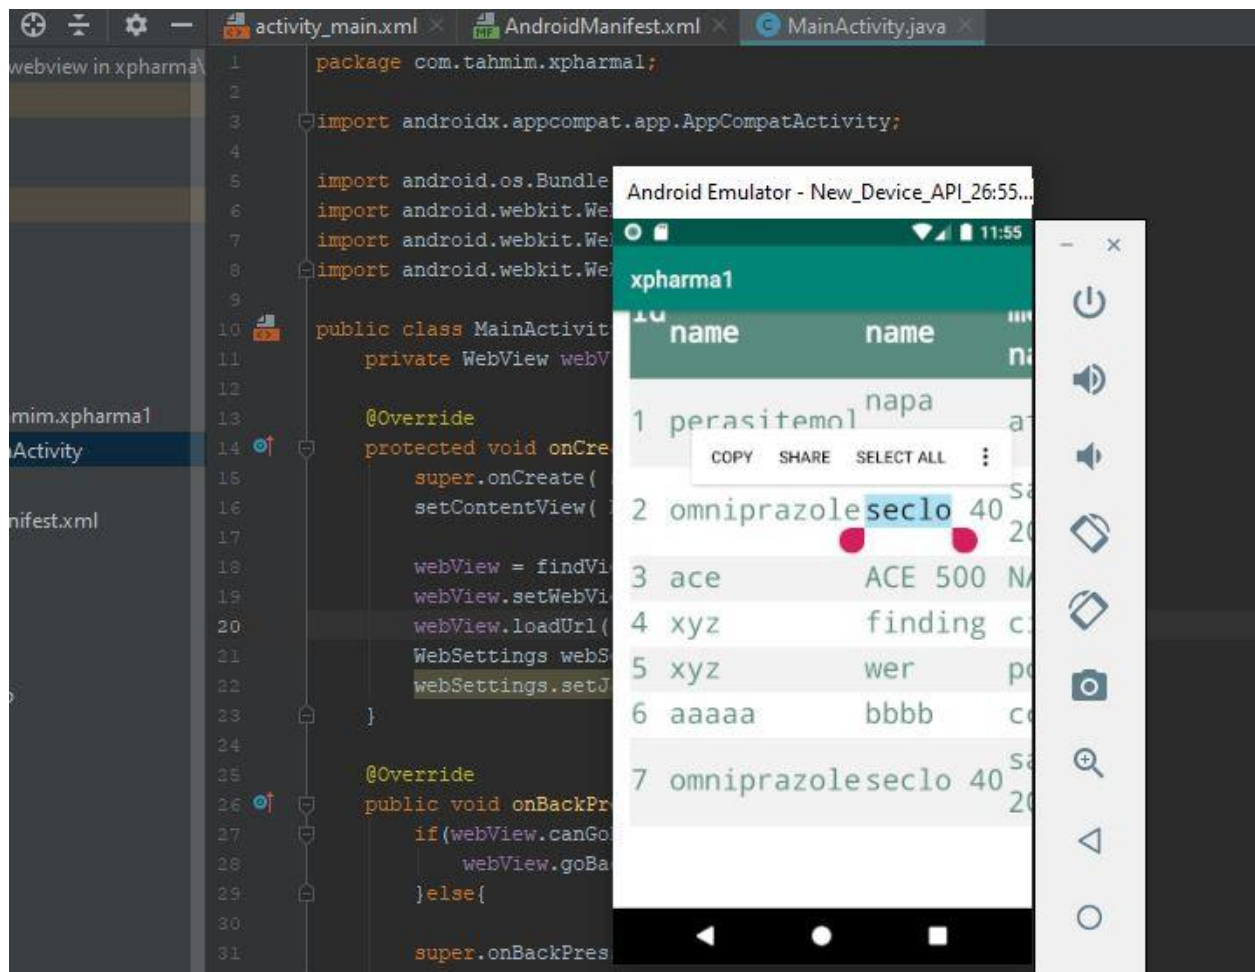 activity_main.xml
AndroidManifest.xml
MainActivity.java
webview in xpharma\
mim.xpharma1
Activity
nifest.xml
1 package com.tahmim.xpharmal;
2
3 import androidx.appcompat.app.AppCompatActivity;
4
5 import android.os.Bundle
6 import android.webkit.We
7 import android.webkit.We
8 import android.webkit.We
9
10 public class MainActivit
11 private WebView webV
12
13 @Override
14 protected void onCre
15 super.onCreate(
16 setContentView(
17
18 webView = findVi
19 webView.setWebVi
20 webView.loadUrl(
21 WebSettings webS
22 webSettings.setJ
23 }
24
25 @Override
26 public void onBackPr
27 if(webView.canGo
28 webView.goBa
29 }else{
30
31 super.onBackPres
Android Emulator - New_Device_API_26:55...
11:55
xpharma1
name name
na
1 perasitemol napa
COPY SHARE SELECT ALL
2 omniprazole seclo 40
20
3 ace ACE 500 NA
4 xyz finding
5 xyz wer
6 aaaaa bbbb
7 omniprazole seclo 40
20